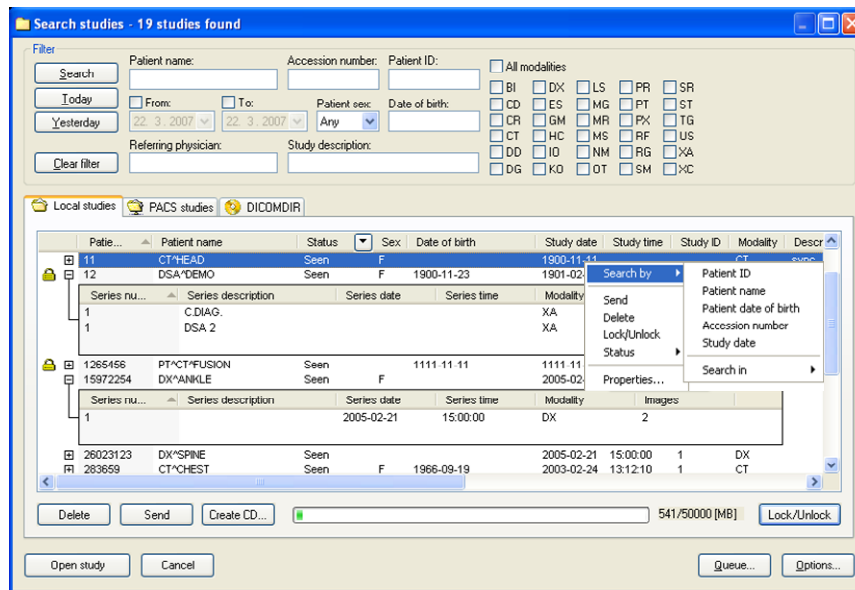 Search studies - 19 studies found
Filter
Search
Today
Yesterday
Clear filter
Patient name:
Accession number:
Patient ID:
From:
To:
Patient sex:
Date of birth:
22. 3. 2007
22. 3. 2007
Any
Referring physician:
Study description:
All modalities
BI DX LS PR SR
CD ES MG PT ST
CR GM MR PX TG
CT HC MS RF US
DD IO NM RG XA
DG KO OT SM XC
Local studies PACS studies DICOMDIR
Patie... Patient name Status Sex Date of birth Study date Study time Study ID Modality Descr
11 CT^HEAD Seen F 1900-11-11 CT sync
12 DSA^DEMO Seen F 1900-11-23 1901-02-
Series nu... Series description Series date Series time Modality
1 C.DIAG. XA
1 DSA 2 XA
1265456 PT^CT^FUSION Seen 1111-11-11 1111-11-
15972254 DX^ANKLE Seen F 2005-02-
Series nu... Series description Series date Series time Modality Images
1 2005-02-21 15:00:00 DX 2
26023123 DX^SPINE Seen 2005-02-21 15:00:00 1 DX
283659 CT^CHEST Seen F 1966-09-19 2003-02-24 13:12:10 1 CT
Search by
Send
Delete
Lock/Unlock
Status
Properties...
Patient ID
Patient name
Patient date of birth
Accession number
Study date
Search in
Delete Send Create CD... 541/50000 [MB] Lock/Unlock
Open study Cancel Queue... Options...